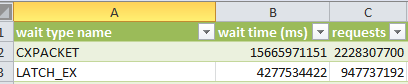 A B C
1 wait type name wait time (ms) requests
2 CXPACKET 15665971151 2228307700
3 LATCH_EX 4277534422 947737192